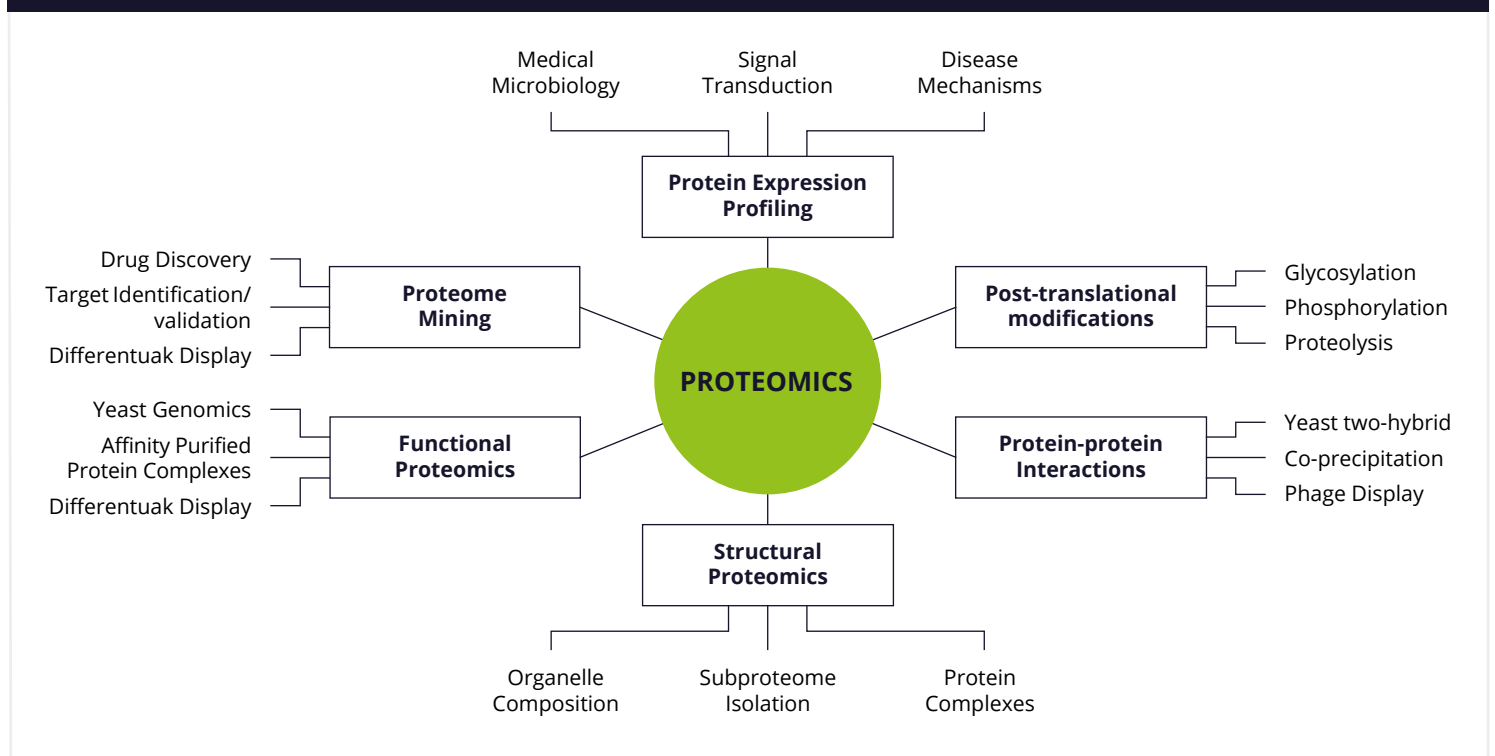 Medical
Microbiology
Signal
Transduction
Disease
Mechanisms
Protein Expression
Profiling
Drug Discovery
Target Identification/
validation
Differentuak Display
Proteome
Mining
Post-translational
modifications
Glycosylation
Phosphorylation
Proteolysis
PROTEOMICS
Yeast Genomics
Affinity Purified
Protein Complexes
Differentuak Display
Functional
Proteomics
Protein-protein
Interactions
Yeast two-hybrid
Co-precipitation
Phage Display
Structural
Proteomics
Organelle
Composition
Subproteome
Isolation
Protein
Complexes